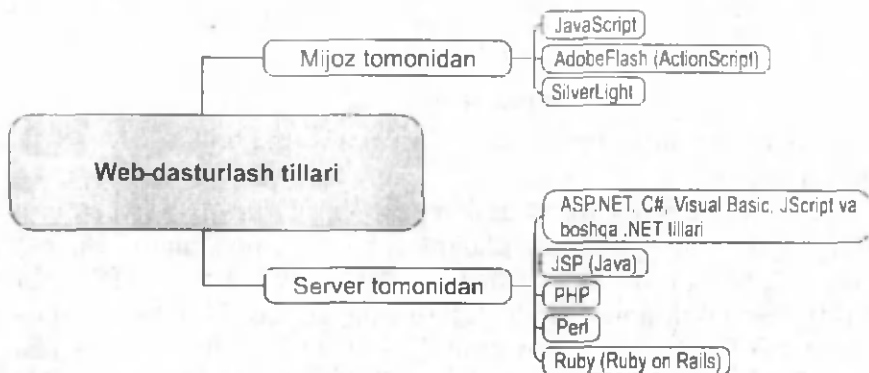 JavaScript
Mijoz tomonidan
AdobeFlash (ActionScript)
SilverLight
Web-dasturlash tillari
ASP.NET, C#, Visual Basic, JScript va
boshqa .NET tillari
JSP (Java)
Server tomonidan
PHP
Perl
Ruby (Ruby on Rails)